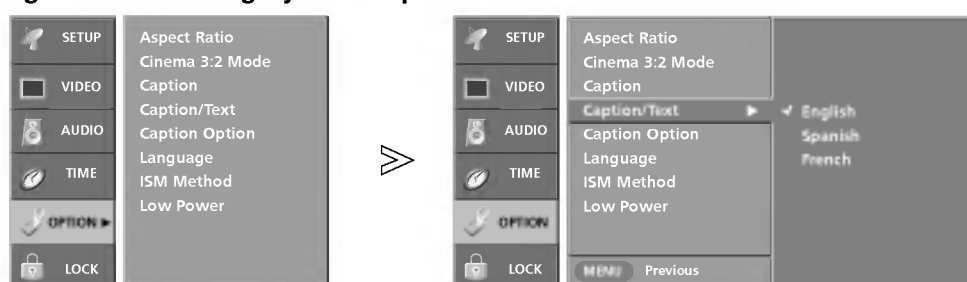 SETUP
VIDEO
AUDIO
TIME
OPTION
LOCK
Aspect Ratio
Cinema 3:2 Mode
Caption
Caption/Text
Caption Option
Language
ISM Method
Low Power
SETUP
VIDEO
AUDIO
TIME
OPTION
LOCK
Aspect Ratio
Cinema 3:2 Mode
Caption
Caption/Text
Caption Option
Language
ISM Method
Low Power
MENU Previous
English
Spanish
French